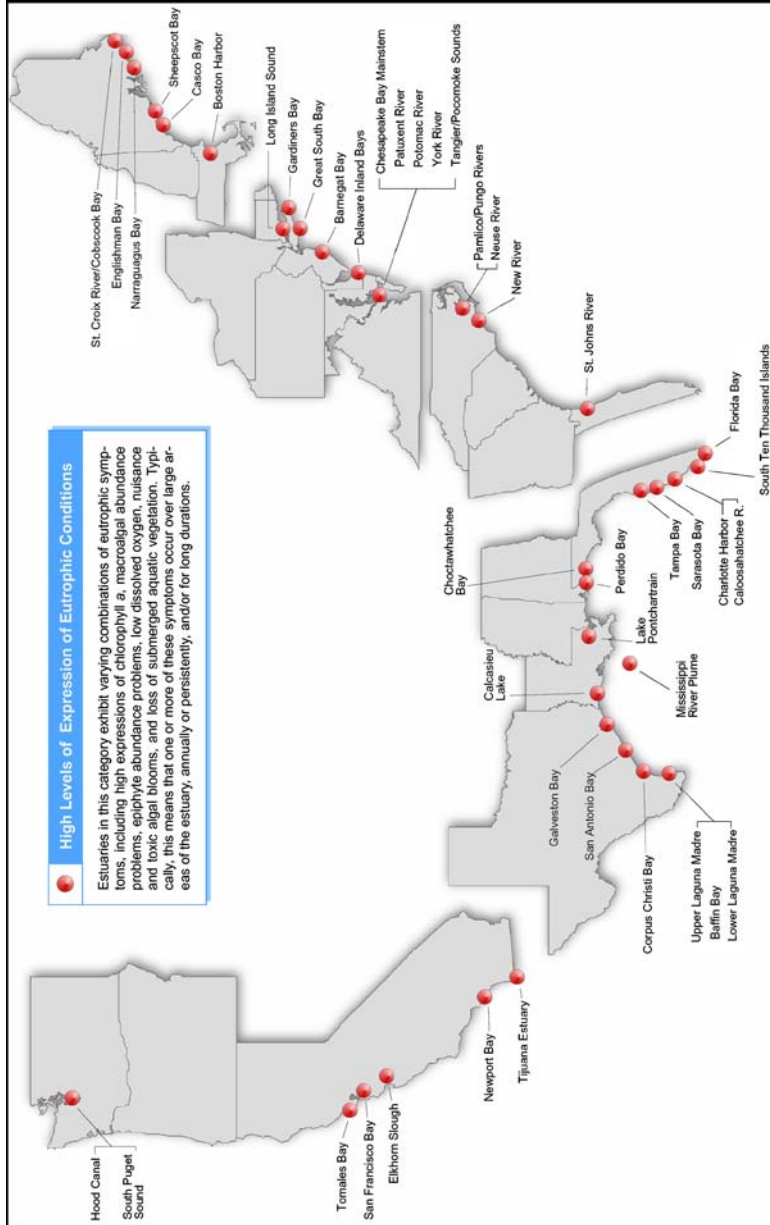 High Levels of Expression of Eutrophic Conditions
Estuaries in this category exhibit varying combinations of eutrophic symp-
toms, including high expressions of chlorophyll a, macroalgal abundance
problems, epiphyte abundance problems, low dissolved oxygen, nuisance
and toxic algal blooms, and loss of submerged aquatic vegetation. Typi-
cally, this means that one or more of these symptoms occur over large ar-
eas of the estuary, annually or persistently, and/or for long durations.
Hood Canal
South Puget
Sound
Tomales Bay
San Francisco Bay
Elkhorn Slough
Newport Bay
Tijuana Estuary
Calcasieu
Lake
Galveston Bay
San Antonio Bay
Corpus Christi Bay
Upper Laguna Madre
Baffin Bay
Lower Laguna Madre
Mississippi
River Plume
Lake
Pontchartrain
Choctawhatchee
Bay
Perdido Bay
Tampa Bay
Sarasota Bay
Charlotte Harbor
Caloosahatchee R.
South Ten Thousand Islands
Florida Bay
St. Johns River
New River
Pamlico/Pungo Rivers
Neuse River
Chesapeake Bay Mainstem
Patuxent River
Potomac River
York River
Tangier/Pocomoke Sounds
Delaware Inland Bays
Barnegat Bay
Great South Bay
Gardiners Bay
Long Island Sound
Boston Harbor
Casco Bay
Sheepscot Bay
St. Croix River/Cobscook Bay
Englishman Bay
Narraguagus Bay